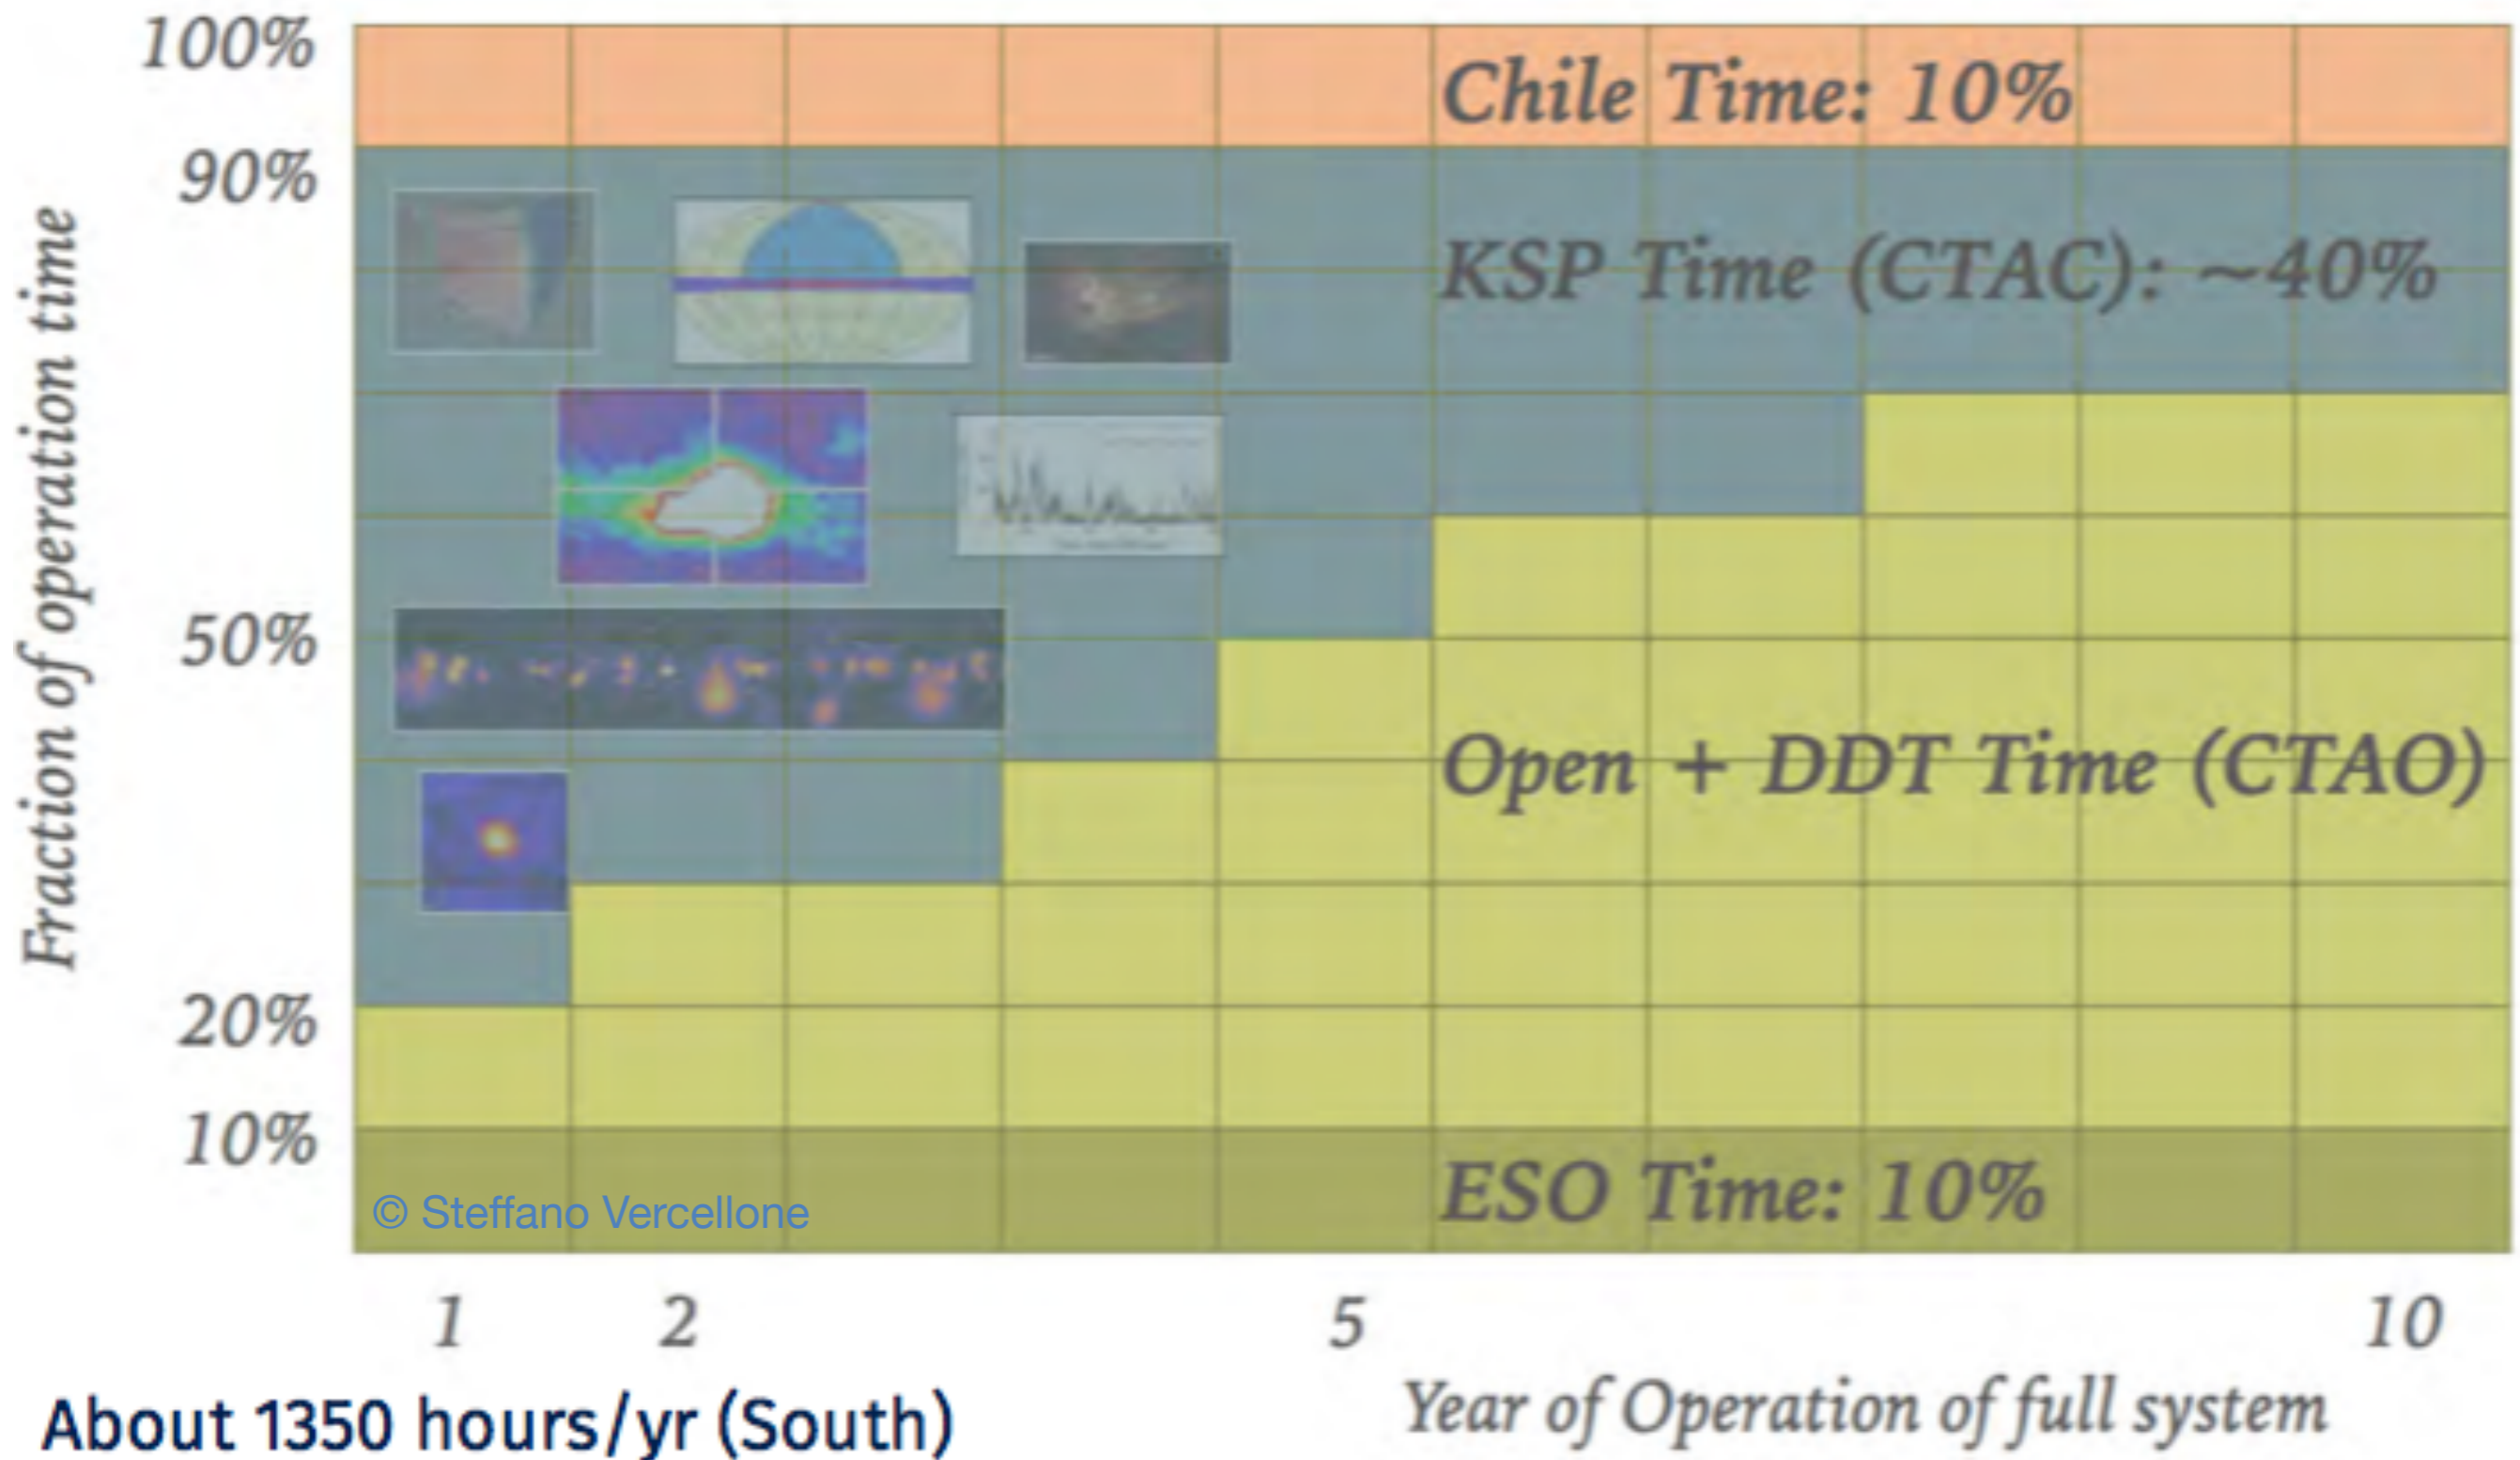 100%
Chile Time: 10%
90%
KSP Time (CTAC): ~40%
Fraction of operation time
50%
Open + DDT Time (CTAO)
20%
10%
ESO Time: 10%
© Steffano Vercellone
1 2 5 10
Year of Operation of full system
About 1350 hours/yr (South)